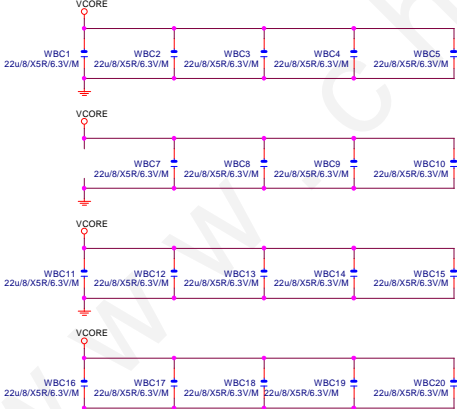 VCORE
WBC1 WBC2 WBC3 WBC4 WBC5
22u/8/X5R/6.3V/M 22u/8/X5R/6.3V/M 22u/8/X5R/6.3V/M 22u/8/X5R/6.3V/M 22u/8/X5R/6.3V/M
VCORE
WBC7 WBC8 WBC9 WBC10
22u/8/X5R/6.3V/M 22u/8/X5R/6.3V/M 22u/8/X5R/6.3V/M 22u/8/X5R/6.3V/M
VCORE
WBC11 WBC12 WBC13 WBC14 WBC15
22u/8/X5R/6.3V/M 22u/8/X5R/6.3V/M 22u/8/X5R/6.3V/M 22u/8/X5R/6.3V/M 22u/8/X5R/6.3V/M
VCORE
WBC16 WBC17 WBC18 WBC19 WBC20
22u/8/X5R/6.3V/M 22u/8/X5R/6.3V/M 22u/8/X5R/6.3V/M 22u/8/X5R/6.3V/M 22u/8/X5R/6.3V/M
www.ch